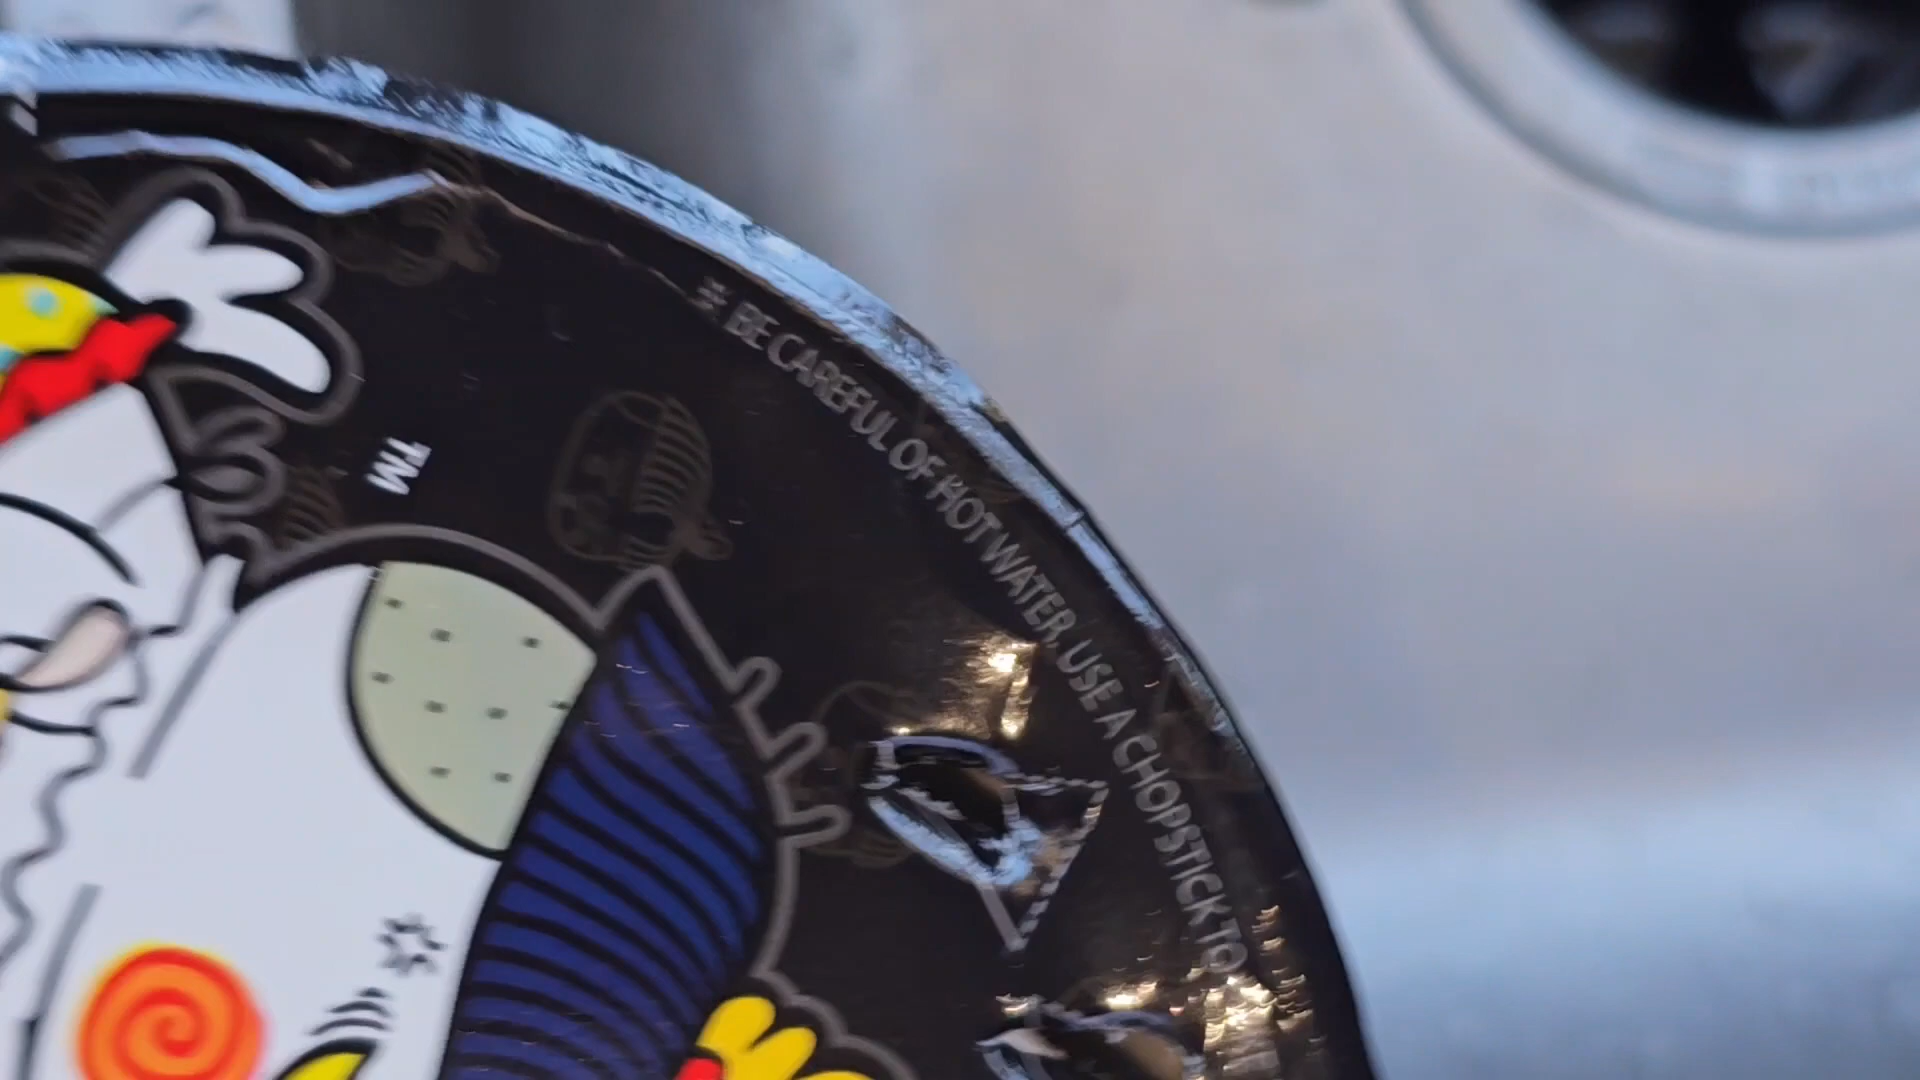 ※ BE CAREFUL OF HOT WATER, USE A CHOPSTICK TO
TM